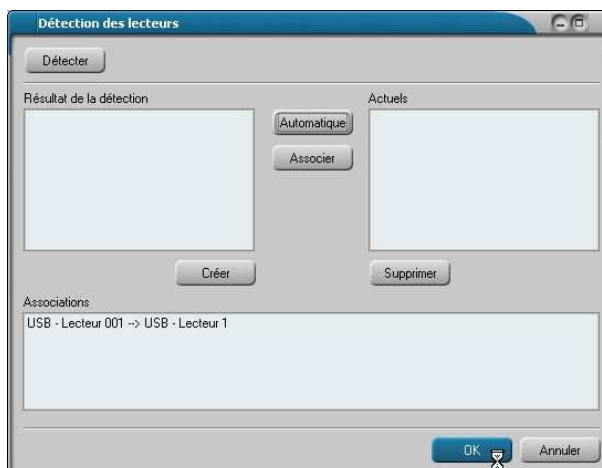 Détection des lecteurs
Détecter
Résultat de la détection
Actuels
Automatique
Associer
Créer
Supprimer
Associations
USB - Lecteur 001 --> USB - Lecteur 1
OK
Annuler